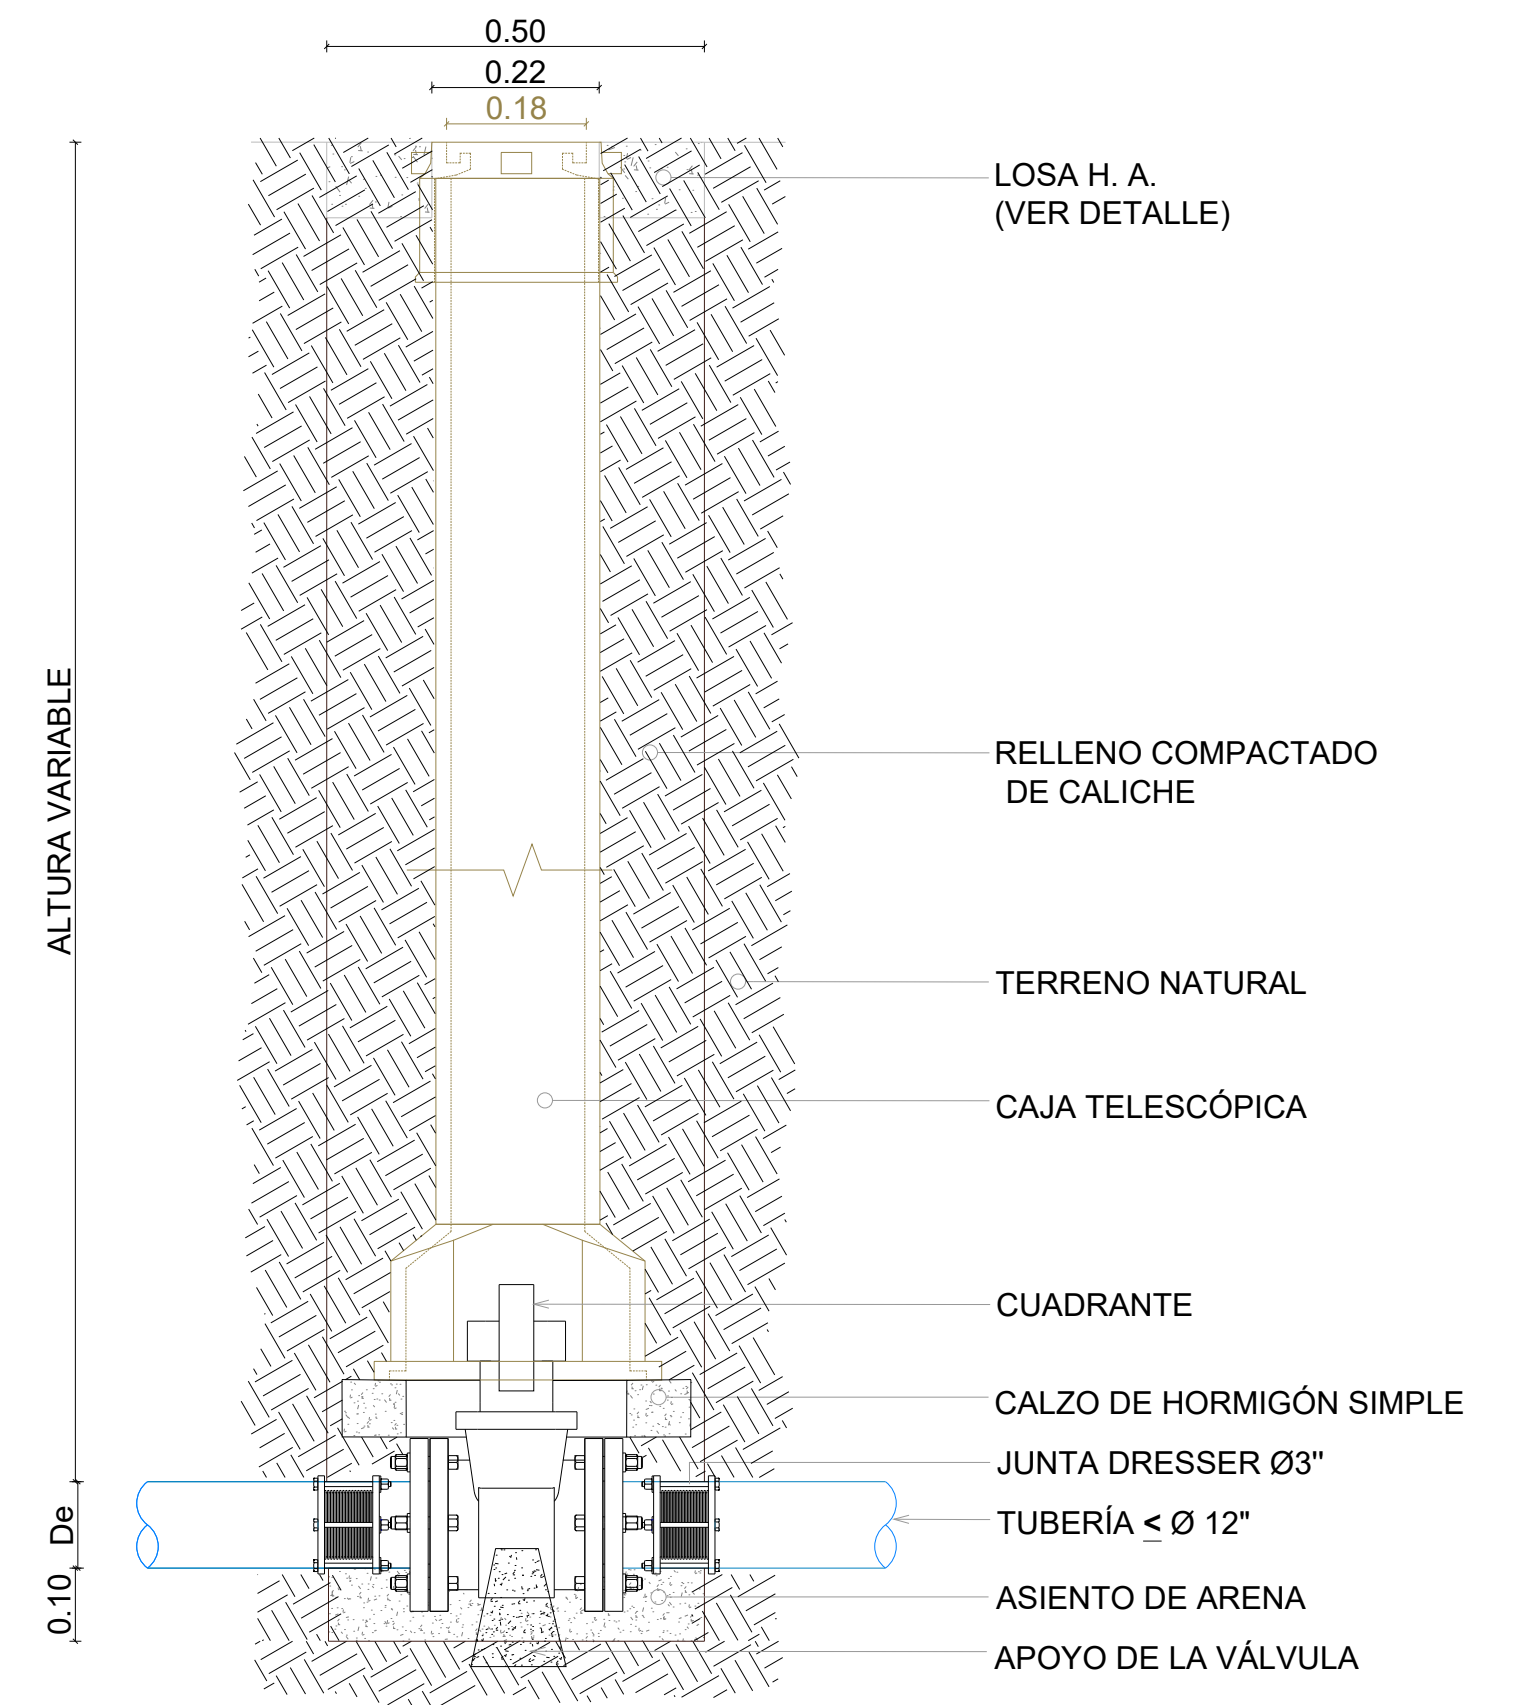 0.50
0.22
0.18
LOSA H. A.
(VER DETALLE)
ALTURA VARIABLE
RELLENO COMPACTADO
DE CALICHE
TERRENO NATURAL
CAJA TELESCÓPICA
CUADRANTE
CALZO DE HORMIGÓN SIMPLE
JUNTA DRESSER Ø3"
De
TUBERÍA ≤ Ø 12"
0.10
ASIENTO DE ARENA
APOYO DE LA VÁLVULA